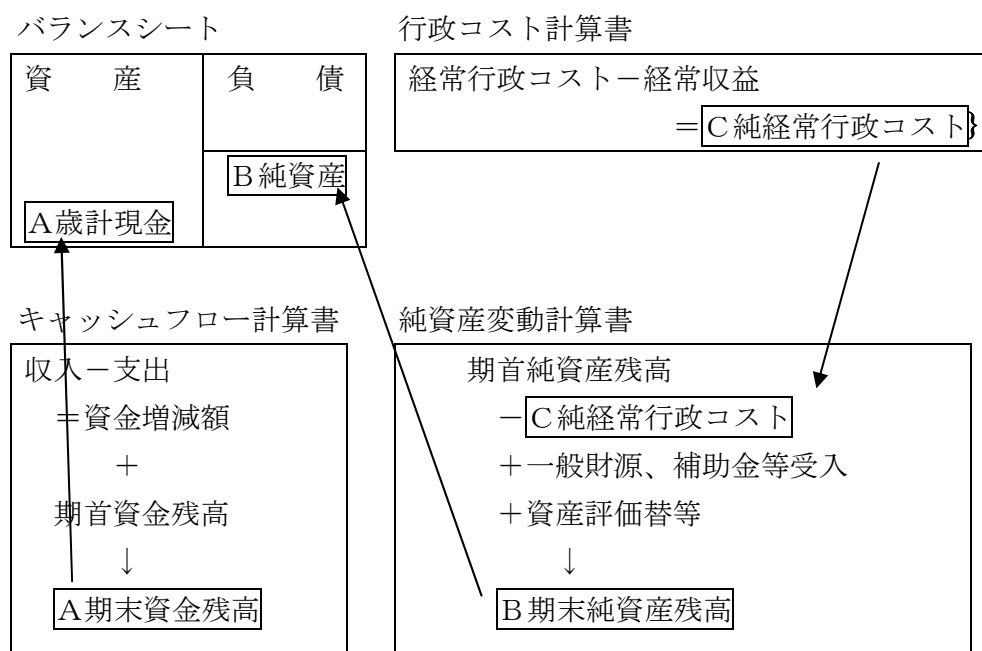 バランスシート
資　　産
負　　債
B純資産
A歳計現金
行政コスト計算書
経常行政コスト－経常収益
＝C純経常行政コスト}
キャッシュフロー計算書
収入－支出
＝資金増減額
＋
期首資金残高
↓
A期末資金残高
純資産変動計算書
期首純資産残高
－C純経常行政コスト
＋一般財源、補助金等受入
＋資産評価替等
↓
B期末純資産残高